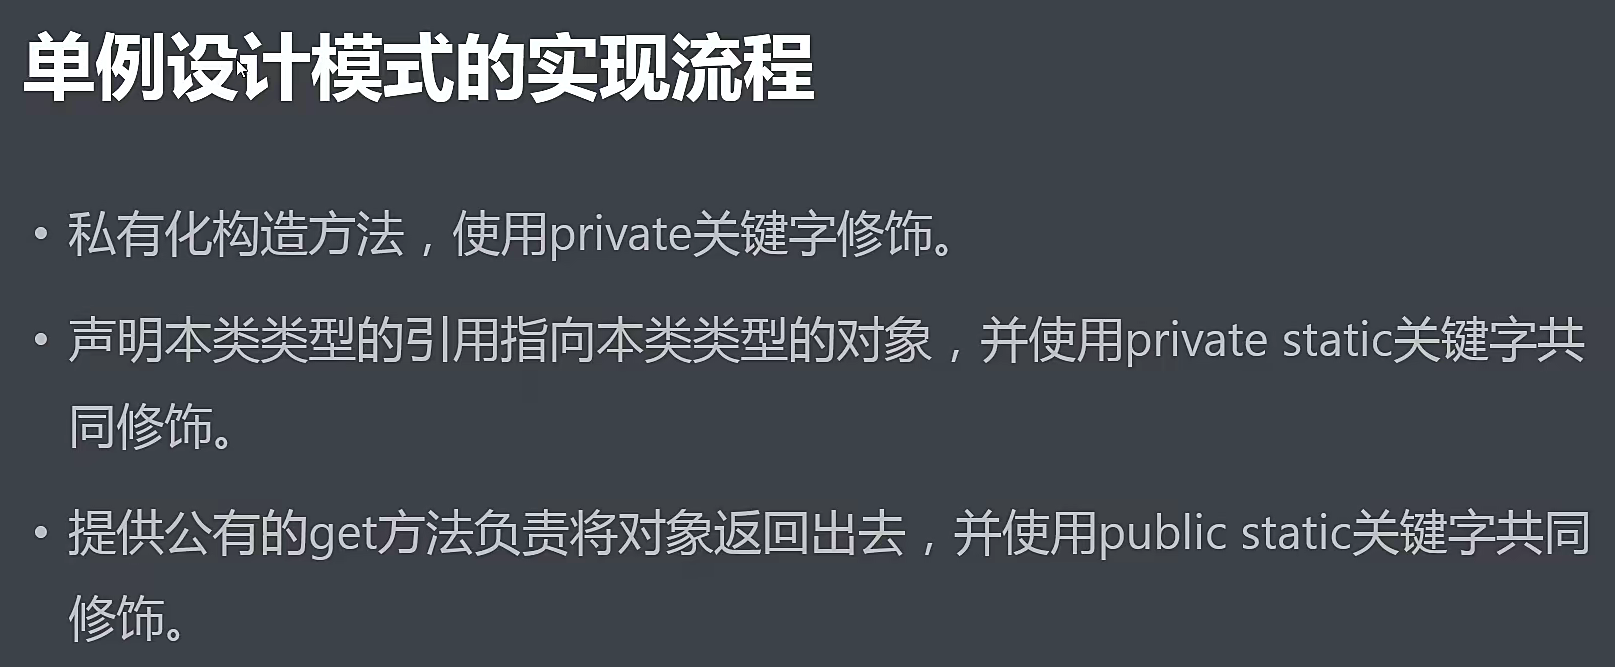 单例设计模式的实现流程
• 私有化构造方法，使用private关键字修饰。
• 声明本类类型的引用指向本类类型的对象，并使用private static关键字共
同修饰。
• 提供公有的get方法负责将对象返回出去，并使用public static关键字共同
修饰。